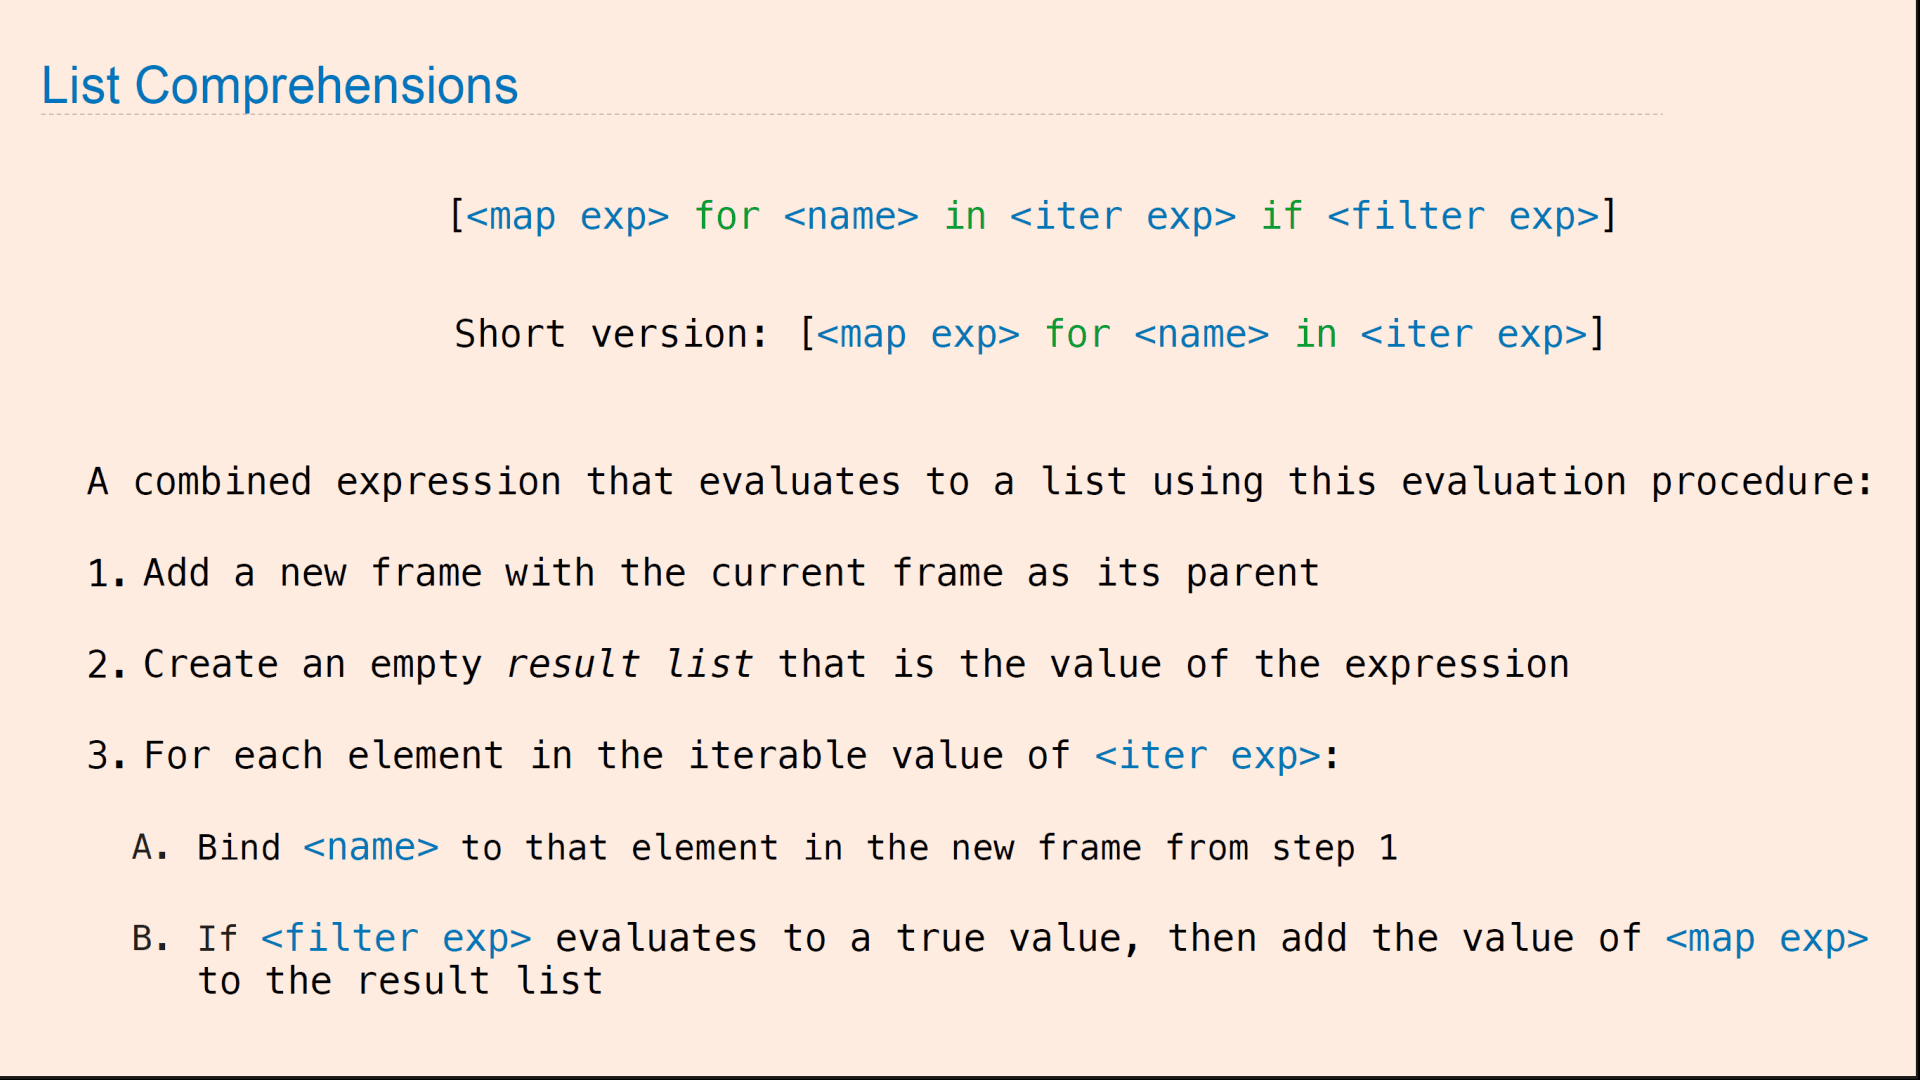 List Comprehensions
[<map exp> for <name> in <iter exp> if <filter exp>]
Short version: [<map exp> for <name> in <iter exp>]
A combined expression that evaluates to a list using this evaluation procedure:
1. Add a new frame with the current frame as its parent
2. Create an empty result list that is the value of the expression
3. For each element in the iterable value of <iter exp>:
A. Bind <name> to that element in the new frame from step 1
B. If <filter exp> evaluates to a true value, then add the value of <map exp>
to the result list